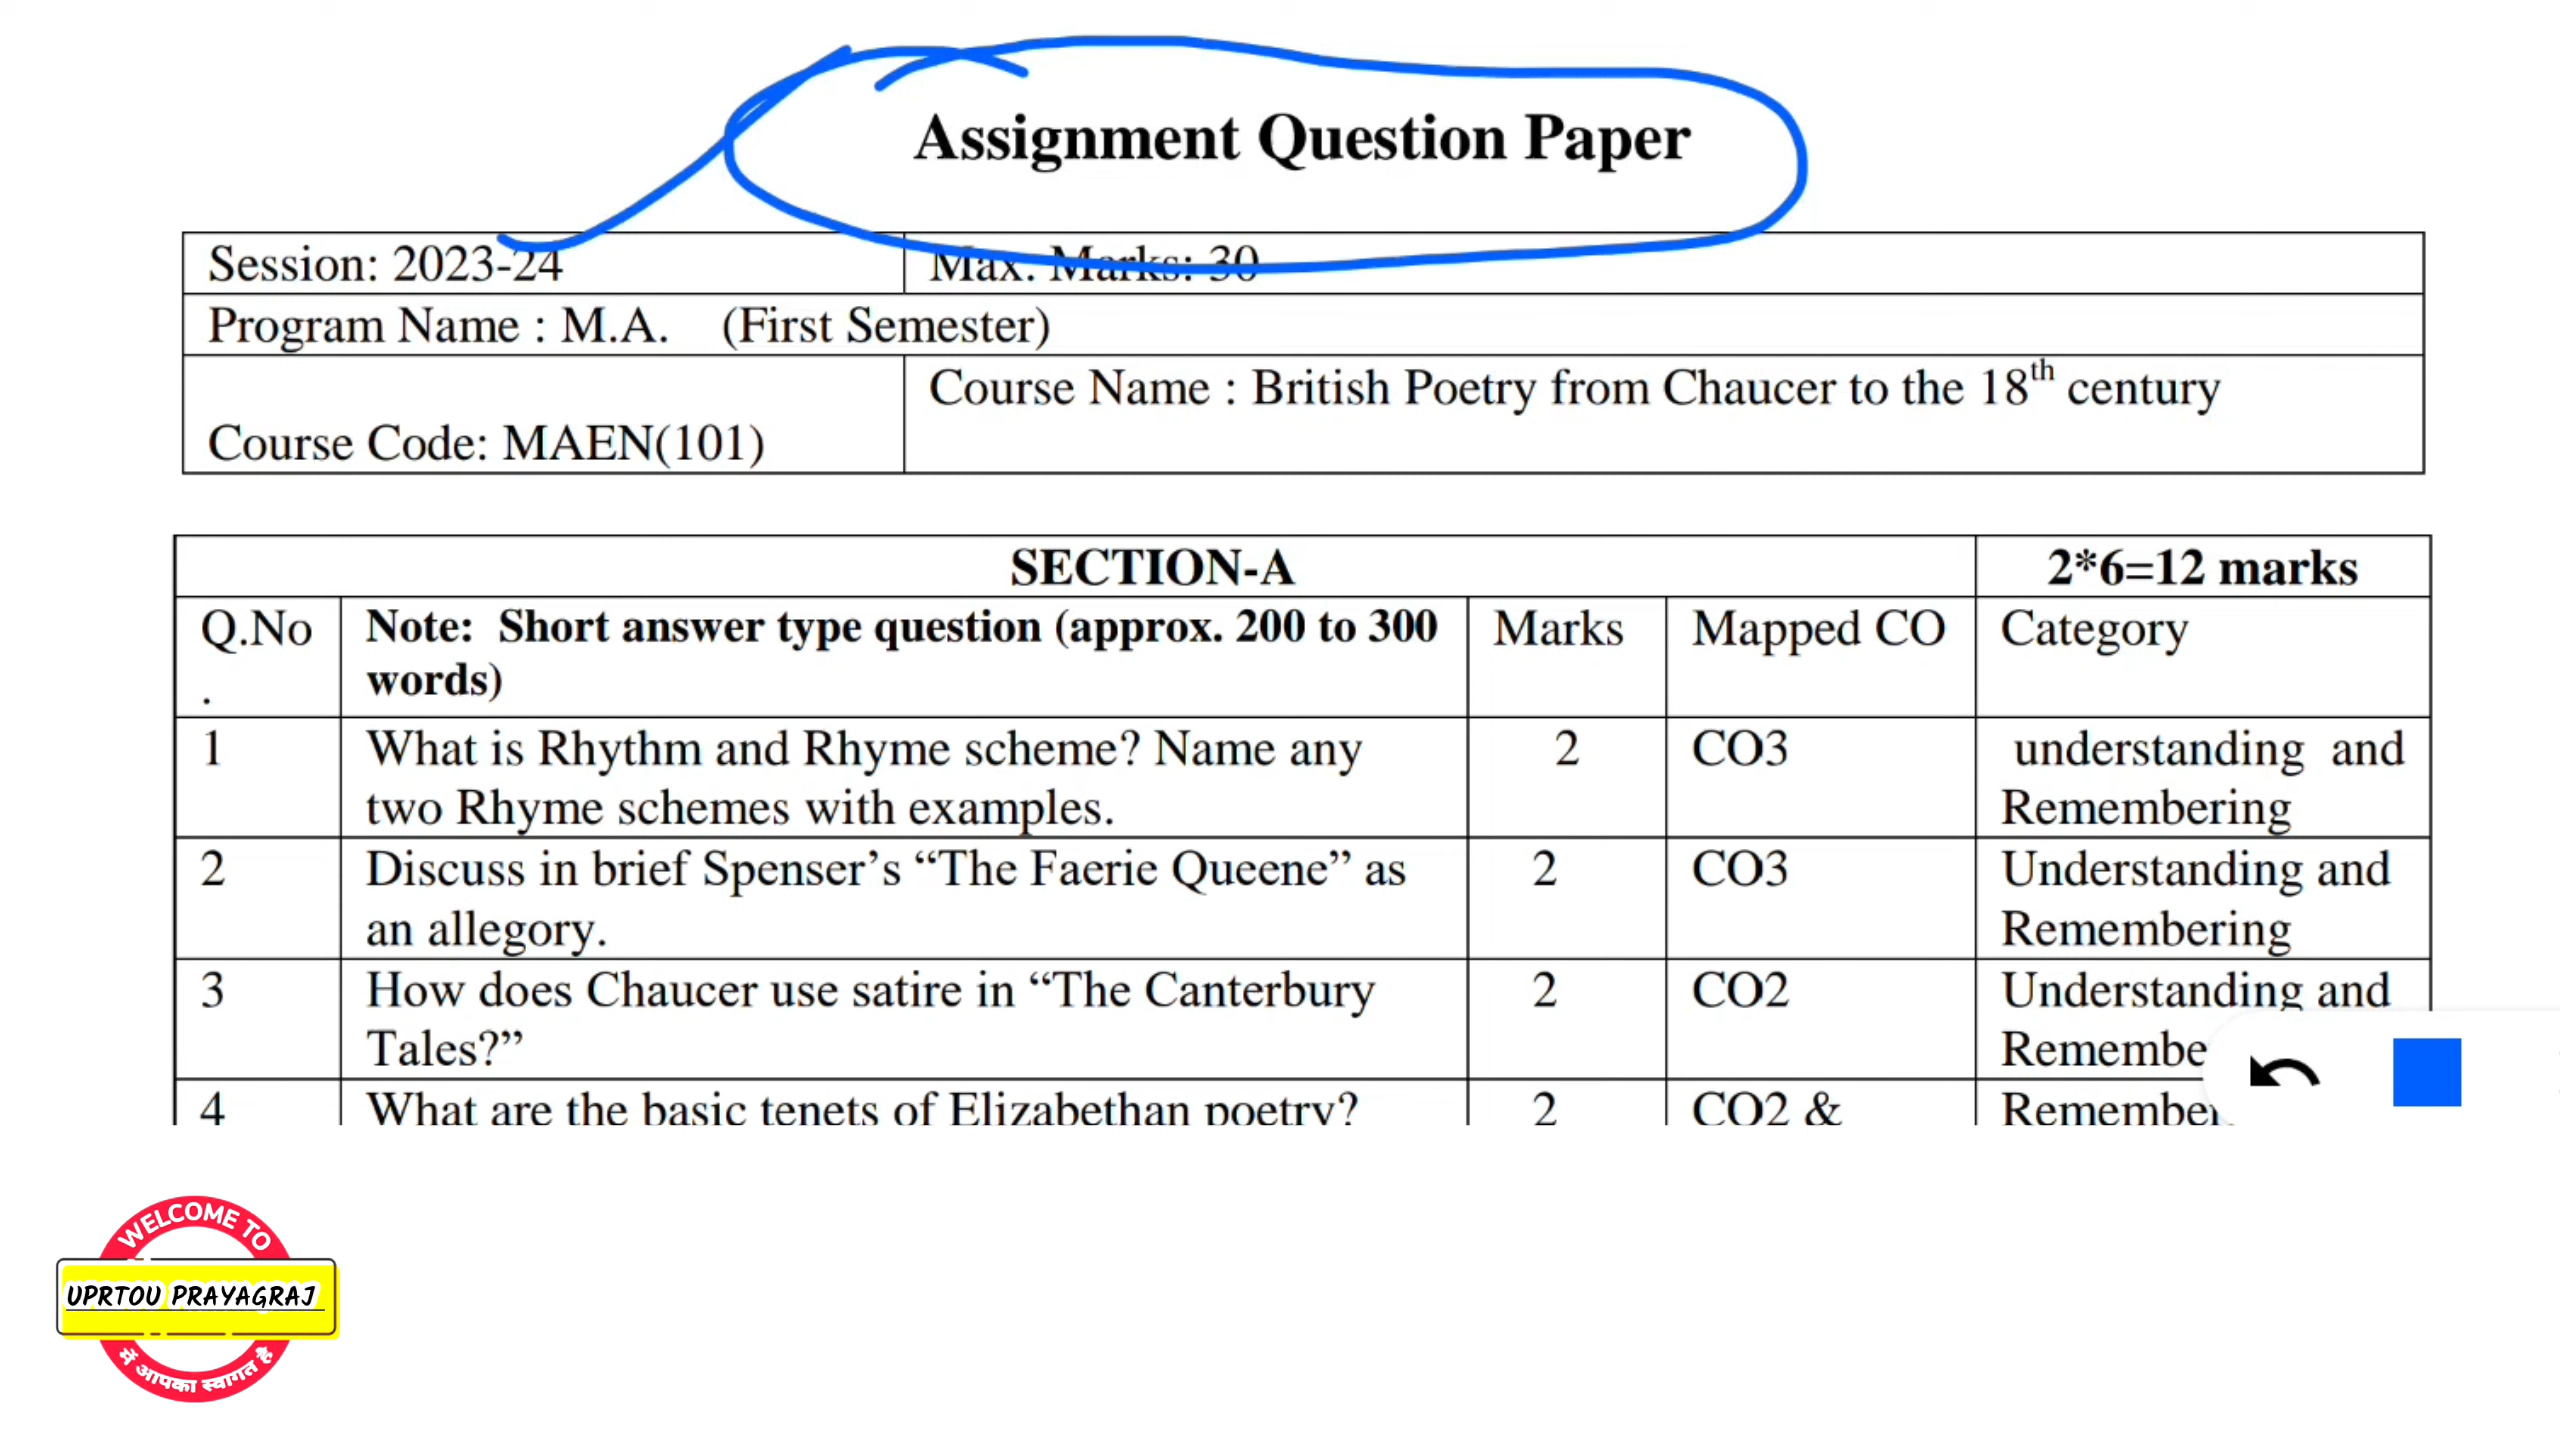 Assignment Question Paper
Session: 2023-24 Max. Marks: 30
Program Name : M.A. (First Semester)
Course Name : British Poetry from Chaucer to the 18th century
Course Code: MAEN(101)
SECTION-A 2*6=12 marks
Q.No Note: Short answer type question (approx. 200 to 300 Marks Mapped CO Category
. words)
1 What is Rhythm and Rhyme scheme? Name any 2 CO3 understanding and
two Rhyme schemes with examples. Remembering
2 Discuss in brief Spenser’s “The Faerie Queene” as 2 CO3 Understanding and
an allegory. Remembering
3 How does Chaucer use satire in “The Canterbury 2 CO2 Understanding and
Tales?” Remembe
4 What are the basic tenets of Elizabethan poetry? 2 CO2 & Remember
WELCOME TO
UPRTOU PRAYAGRAJ
में आपका स्वागत है